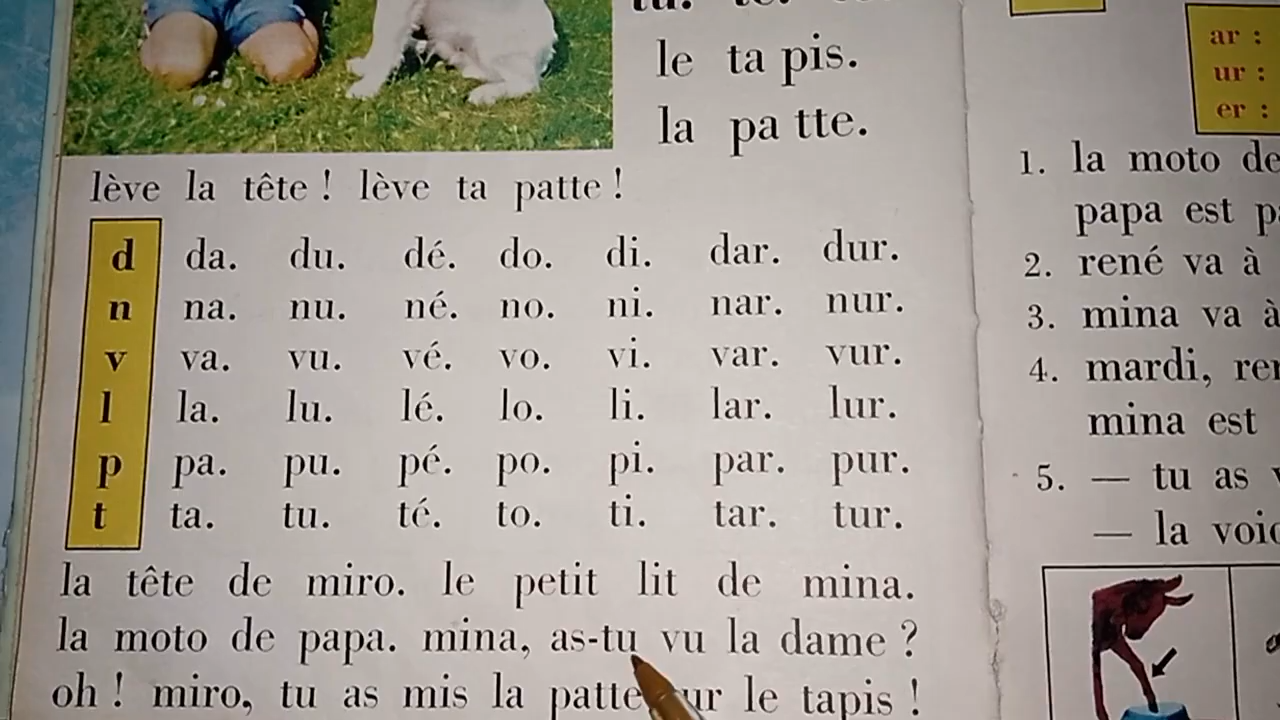 le ta pis.
la pa tte.
lève la tête ! lève ta patte !
d da. du. dé. do. di. dar. dur.
n na. nu. né. no. ni. nar. nur.
v va. vu. vé. vo. vi. var. vur.
l la. lu. lé. lo. li. lar. lur.
p pa. pu. pé. po. pi. par. pur.
t ta. tu. té. to. ti. tar. tur.
la tête de miro. le petit lit de mina.
la moto de papa. mina, as-tu vu la dame ?
oh ! miro, tu as mis la patte le tapis !
ar :
ur :
er :
1. la moto de
papa est
2. rené va à
3. mina va à
4. mardi,
mina est
5. — tu as
— la